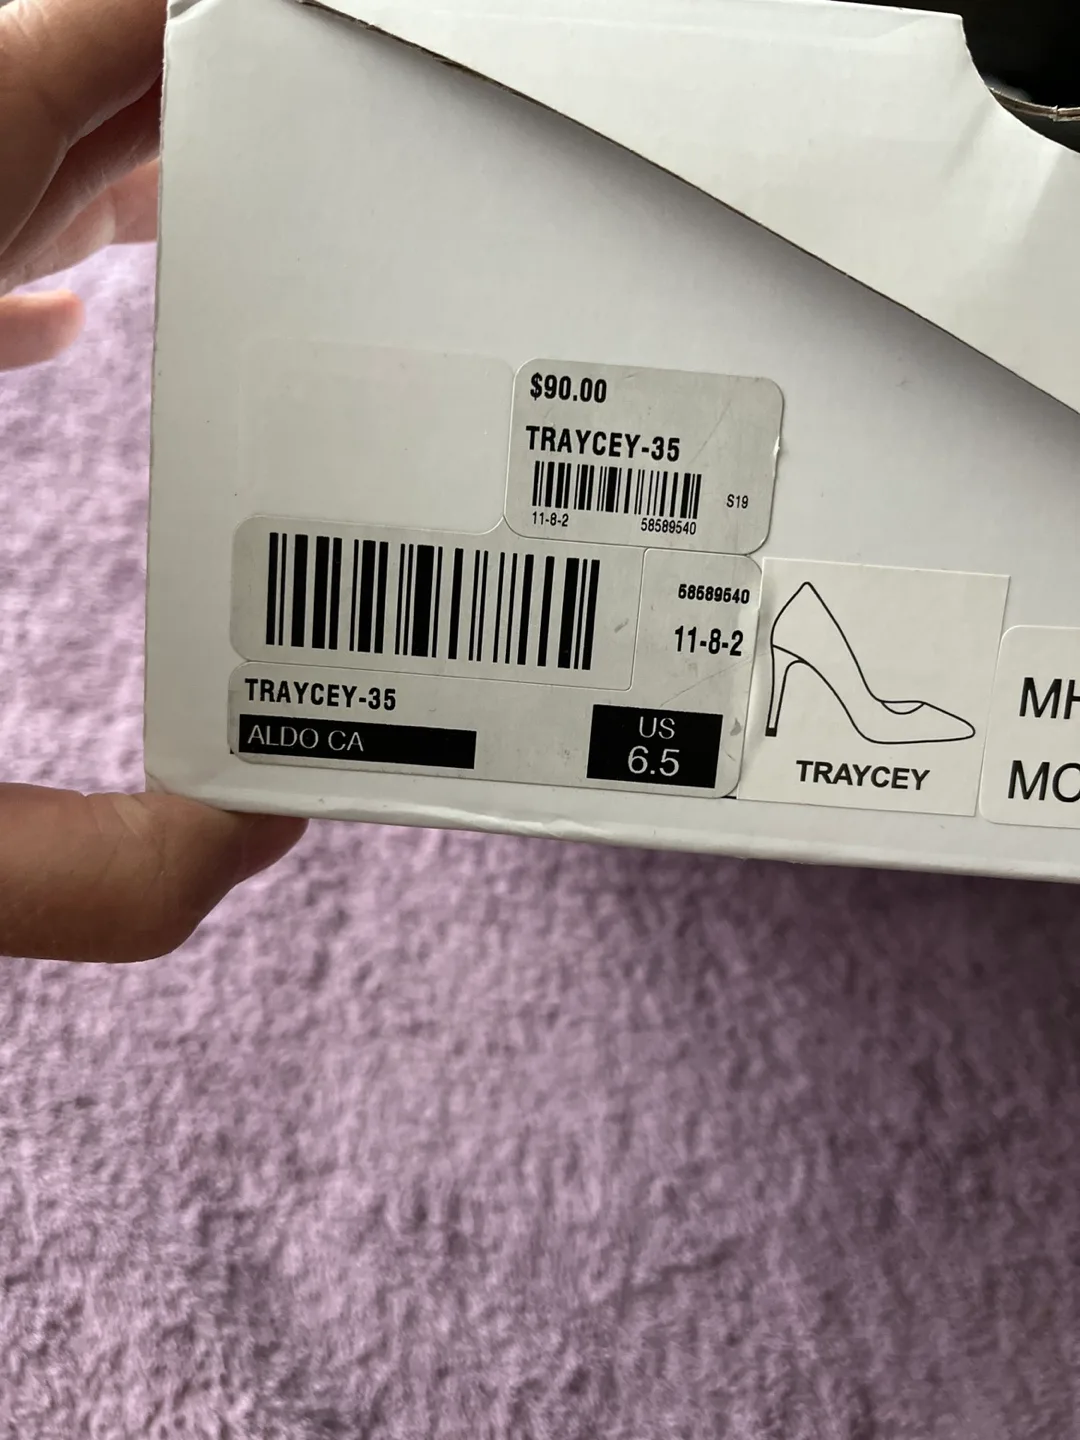 $90.00
TRAYCEY-35
S19
11-8-2 58589540
58589540
11-8-2
TRAYCEY-35
ALDO CA
US
6.5
TRAYCEY
MH
MO